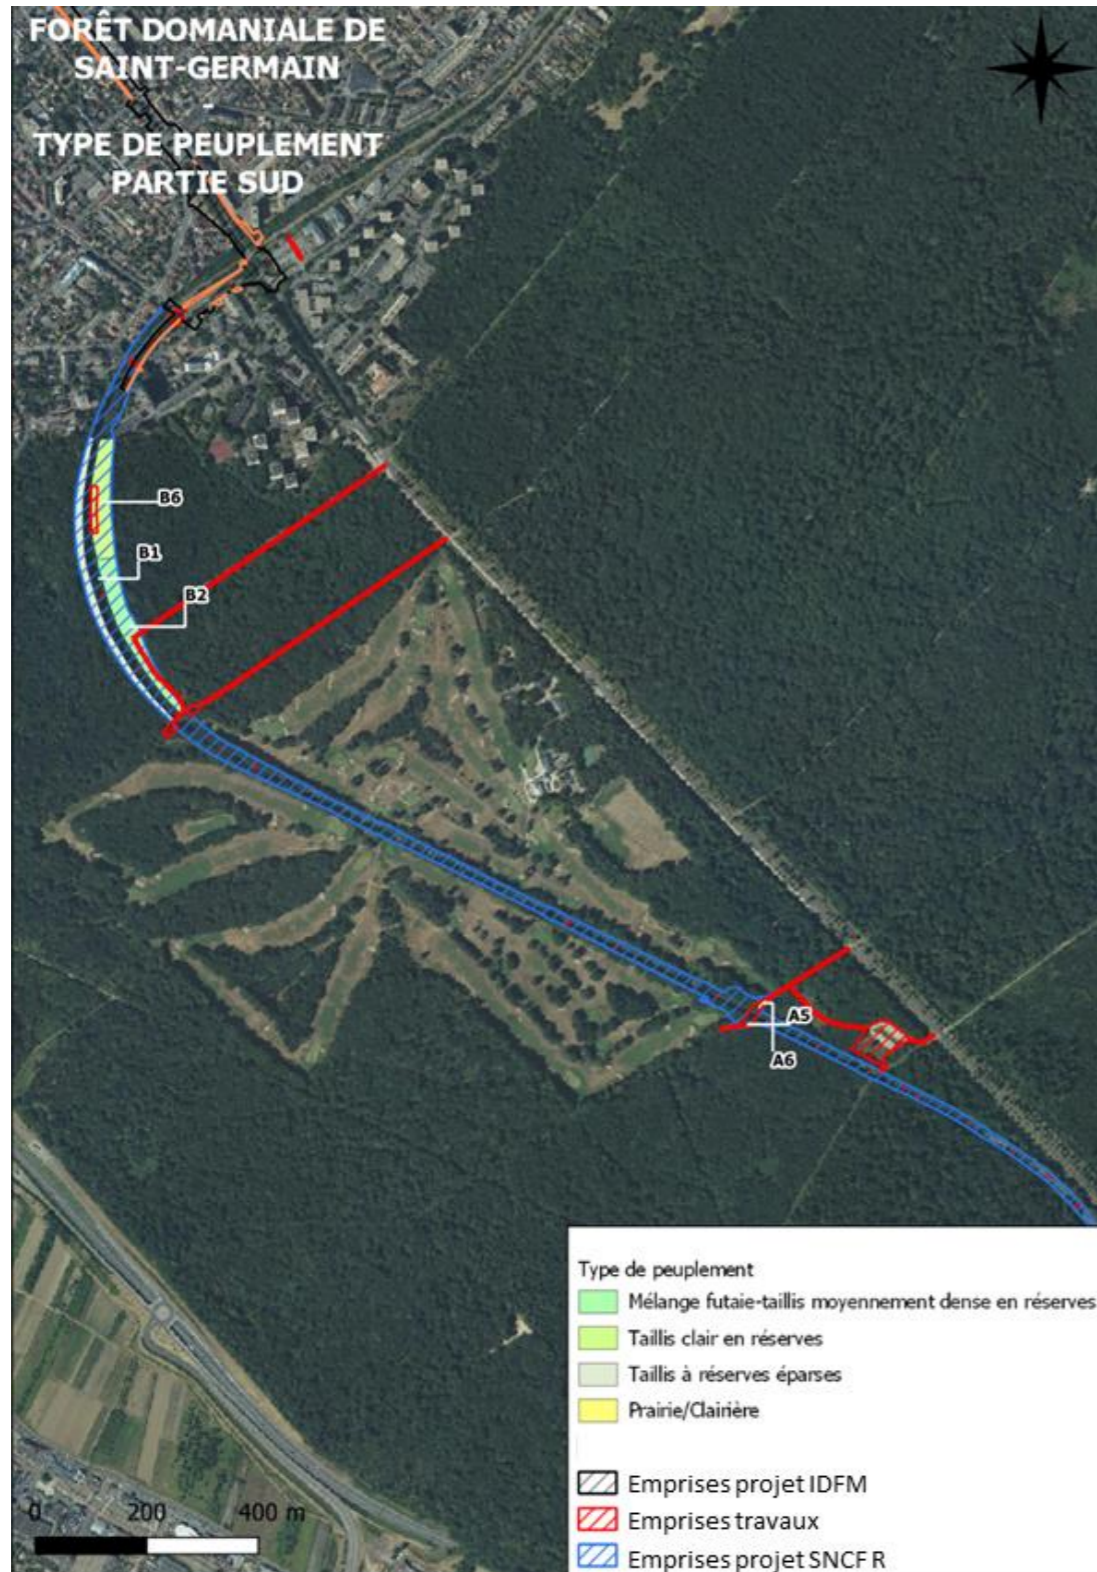 FORÊT DOMANIALE DE
SAINT-GERMAIN
TYPE DE PEUPLEMENT
PARTIE SUD
B6
B1
B2
A5
A6
Type de peuplement
Mélange futaie-taillis moyennement dense en réserves
Taillis clair en réserves
Taillis à réserves éparses
Prairie/Clairière
Emprises projet IDFM
Emprises travaux
Emprises projet SNCF R
0 200 400 m